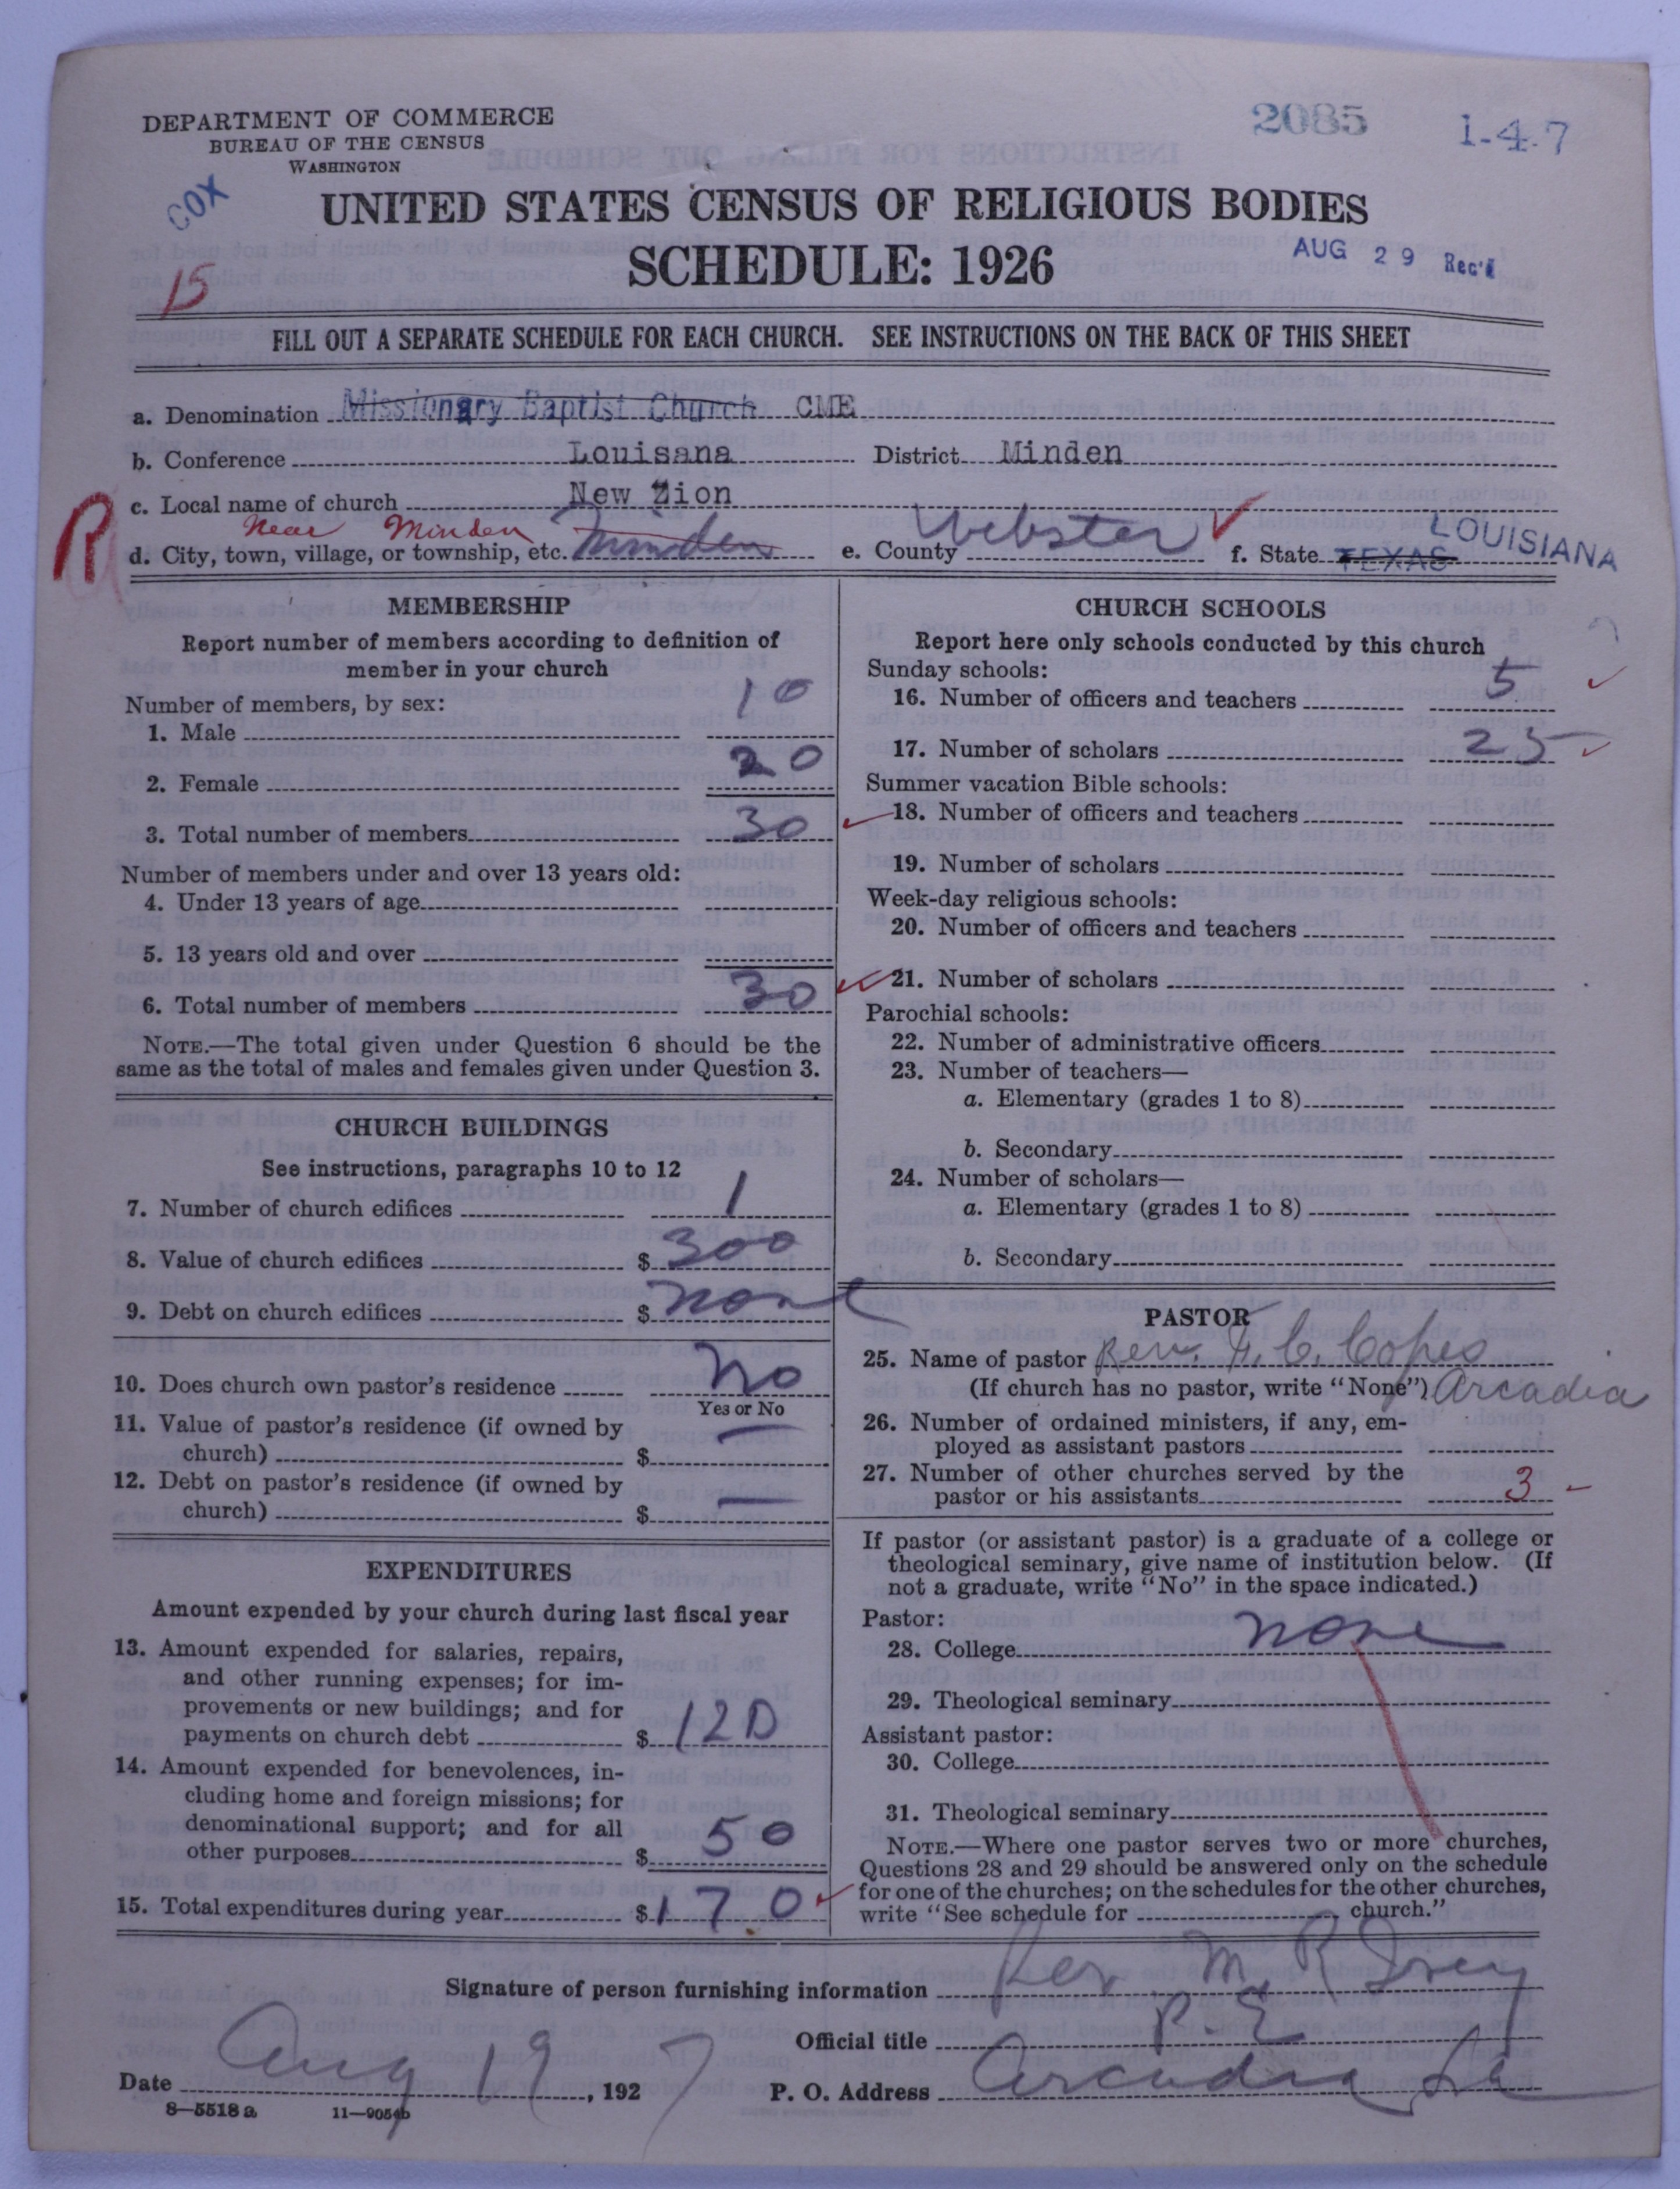 DEPARTMENT OF COMMERCE
BUREAU OF THE CENSUS
WASHINGTON
2085
1-4-7
COX
UNITED STATES CENSUS OF RELIGIOUS BODIES
SCHEDULE: 1926
AUG 29 Rec'd
15
FILL OUT A SEPARATE SCHEDULE FOR EACH CHURCH. SEE INSTRUCTIONS ON THE BACK OF THIS SHEET
a. Denomination Missionary Baptist Church CME
b. Conference Louisana District Minden
c. Local name of church New Zion
R
Near Minden
d. City, town, village, or township, etc. Minden e. County Webster f. State TEXAS LOUISIANA
MEMBERSHIP
Report number of members according to definition of
member in your church
Number of members, by sex:
1. Male 10
2. Female 20
3. Total number of members 30
Number of members under and over 13 years old:
4. Under 13 years of age
5. 13 years old and over
6. Total number of members 30
NOTE.—The total given under Question 6 should be the
same as the total of males and females given under Question 3.
CHURCH BUILDINGS
See instructions, paragraphs 10 to 12
7. Number of church edifices 1
8. Value of church edifices $ 300
9. Debt on church edifices $ none
10. Does church own pastor's residence No
Yes or No
11. Value of pastor's residence (if owned by
church) $ —
12. Debt on pastor's residence (if owned by
church) $ —
EXPENDITURES
Amount expended by your church during last fiscal year
13. Amount expended for salaries, repairs,
and other running expenses; for im-
provements or new buildings; and for
payments on church debt $ 120
14. Amount expended for benevolences, in-
cluding home and foreign missions; for
denominational support; and for all
other purposes $ 50
15. Total expenditures during year $ 170
CHURCH SCHOOLS
Report here only schools conducted by this church
Sunday schools:
16. Number of officers and teachers 5
17. Number of scholars 25
Summer vacation Bible schools:
18. Number of officers and teachers
19. Number of scholars
Week-day religious schools:
20. Number of officers and teachers
21. Number of scholars
Parochial schools:
22. Number of administrative officers
23. Number of teachers—
a. Elementary (grades 1 to 8)
b. Secondary
24. Number of scholars—
a. Elementary (grades 1 to 8)
b. Secondary
PASTOR
25. Name of pastor Rev. F. C. Copes
(If church has no pastor, write "None") Arcadia
26. Number of ordained ministers, if any, em-
ployed as assistant pastors
27. Number of other churches served by the
pastor or his assistants 3
If pastor (or assistant pastor) is a graduate of a college or
theological seminary, give name of institution below. (If
not a graduate, write "No" in the space indicated.)
Pastor:
28. College none
29. Theological seminary
Assistant pastor:
30. College
31. Theological seminary
NOTE.—Where one pastor serves two or more churches,
Questions 28 and 29 should be answered only on the schedule
for one of the churches; on the schedules for the other churches,
write "See schedule for church."
Signature of person furnishing information Rev M. R.
Official title P. E
Date Aug 19, 1927 P. O. Address Arcadia La
8—5518 a 11—9054b